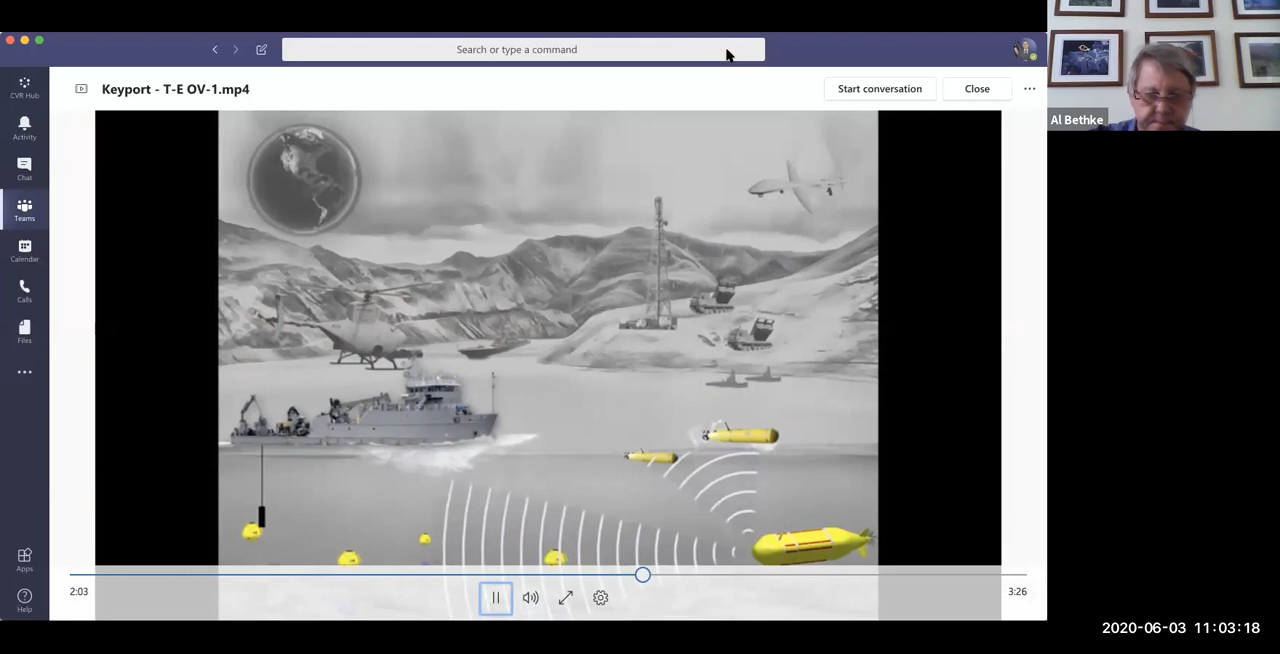 Search or type a command
CVR Hub
Activity
Chat
Teams
Calendar
Calls
Files
Apps
Help
Keyport - T-E OV-1.mp4
Start conversation
Close
2:03
3:26
Al Bethke
2020-06-03 11:03:18